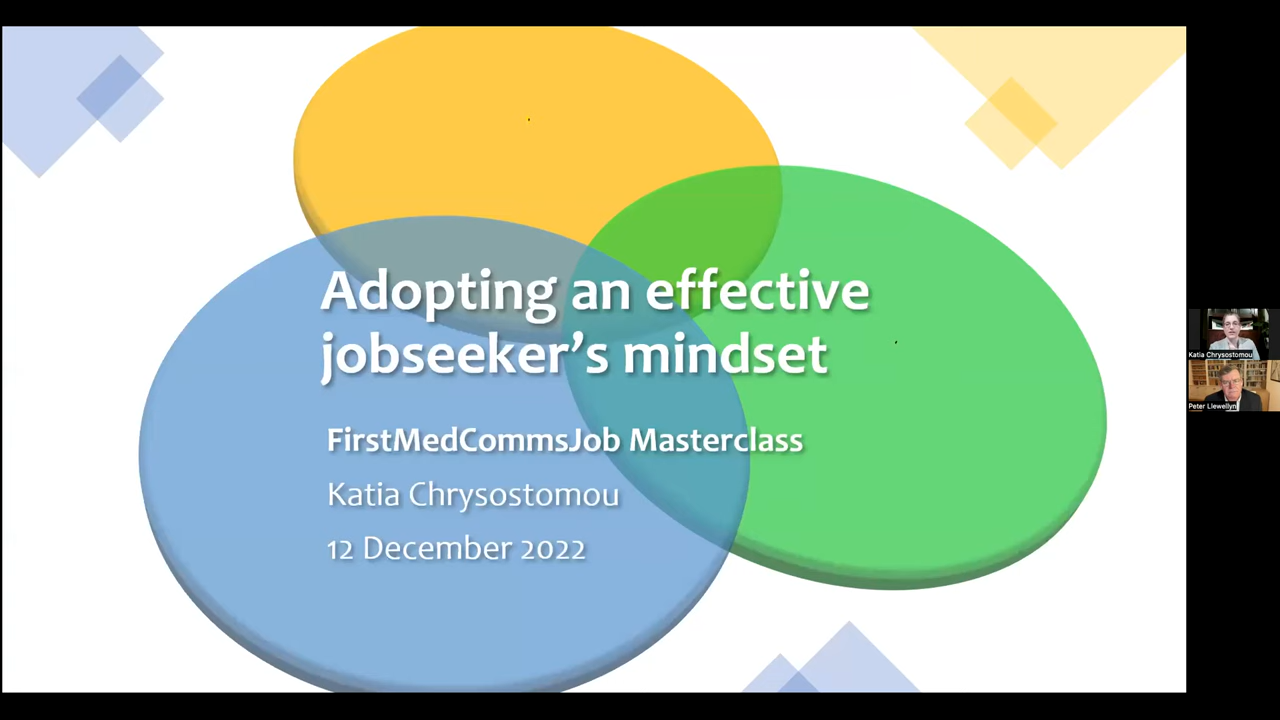 Adopting an effective
jobseeker’s mindset
FirstMedCommsJob Masterclass
Katia Chrysostomou
12 December 2022
Katia Chrysostomou
Peter Llewellyn